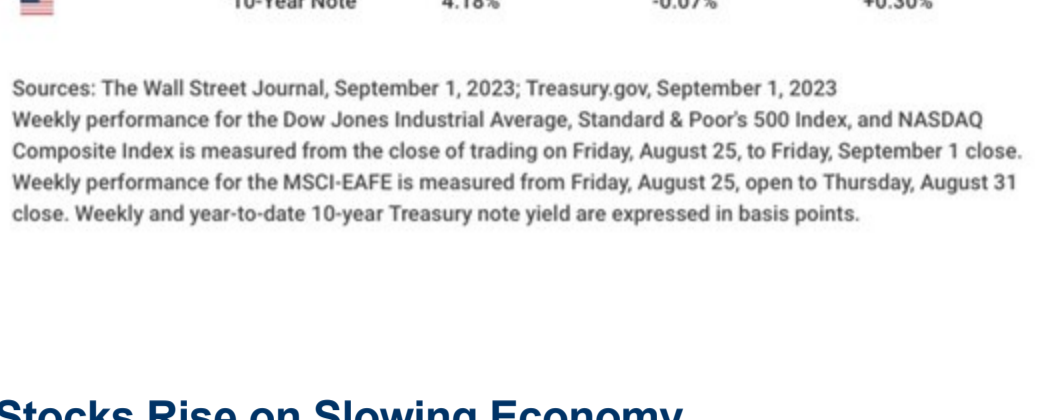 10-Year Note 4.18% -0.07% +0.30%
Sources: The Wall Street Journal, September 1, 2023; Treasury.gov, September 1, 2023
Weekly performance for the Dow Jones Industrial Average, Standard & Poor's 500 Index, and NASDAQ
Composite Index is measured from the close of trading on Friday, August 25, to Friday, September 1 close.
Weekly performance for the MSCI-EAFE is measured from Friday, August 25, open to Thursday, August 31
close. Weekly and year-to-date 10-year Treasury note yield are expressed in basis points.
Stocks Rise on Slowing Economy